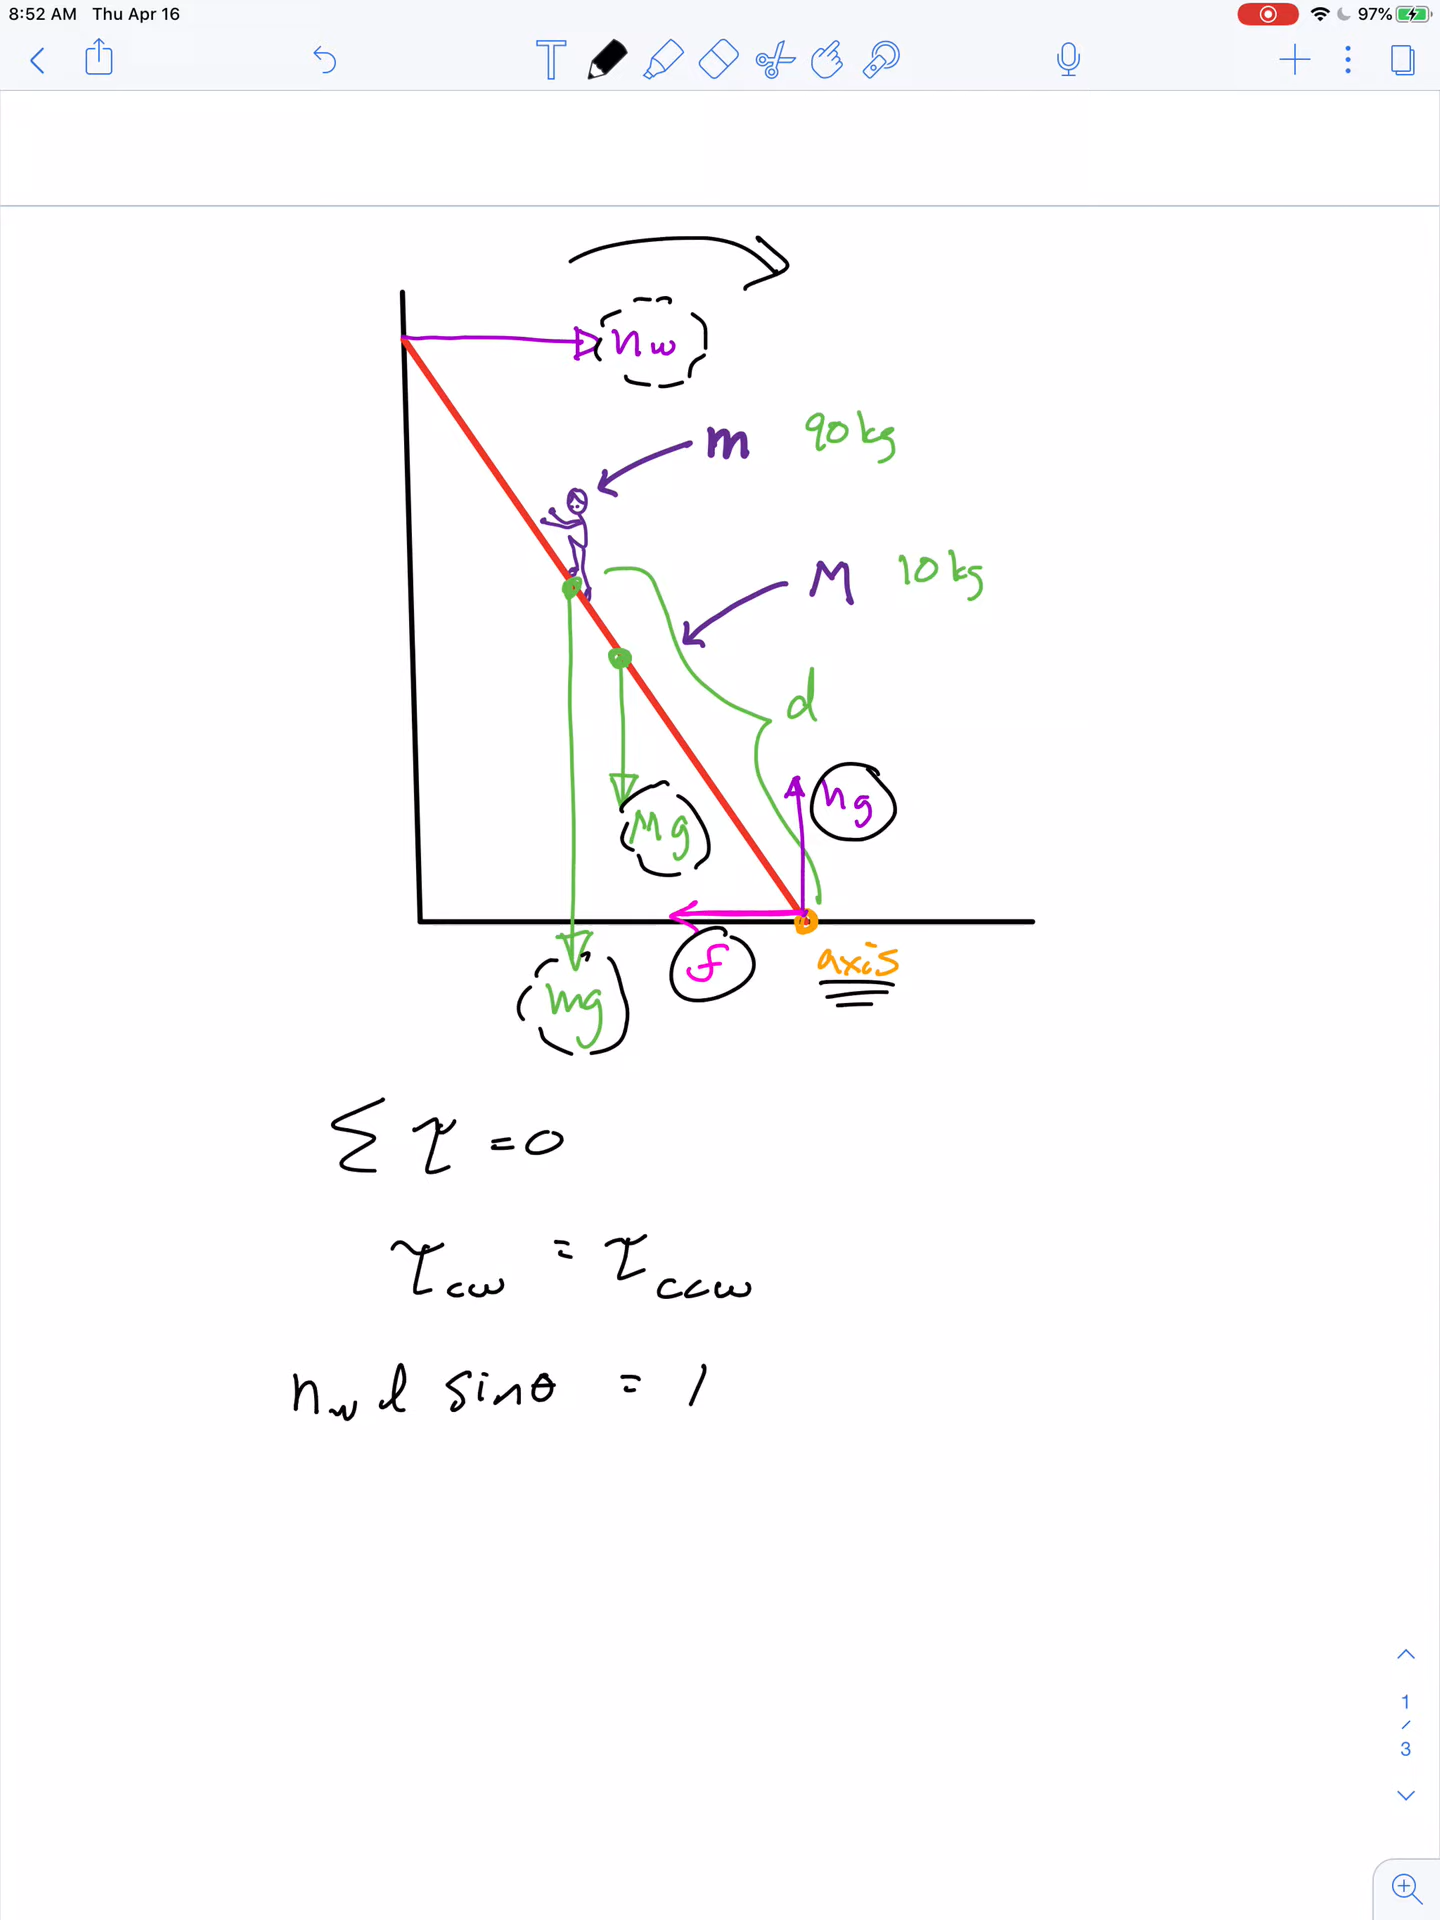 8:52 AM Thu Apr 16 97%
T
n_w
m 90 kg
M 10 kg
d
n_g
Mg
f
axis
mg
Σ τ = 0
τ_cw = τ_ccw
n_w l sinθ =
1
/
3